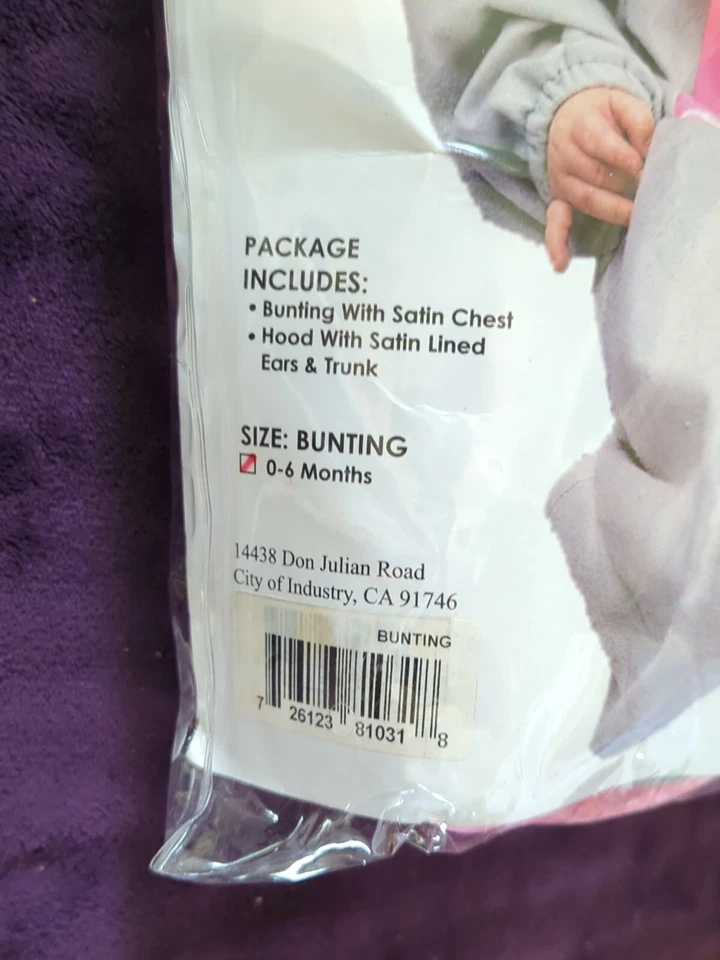 PACKAGE
INCLUDES:
• Bunting With Satin Chest
• Hood With Satin Lined
Ears & Trunk
SIZE: BUNTING
0-6 Months
14438 Don Julian Road
City of Industry, CA 91746
BUNTING
7 26123 81031 8